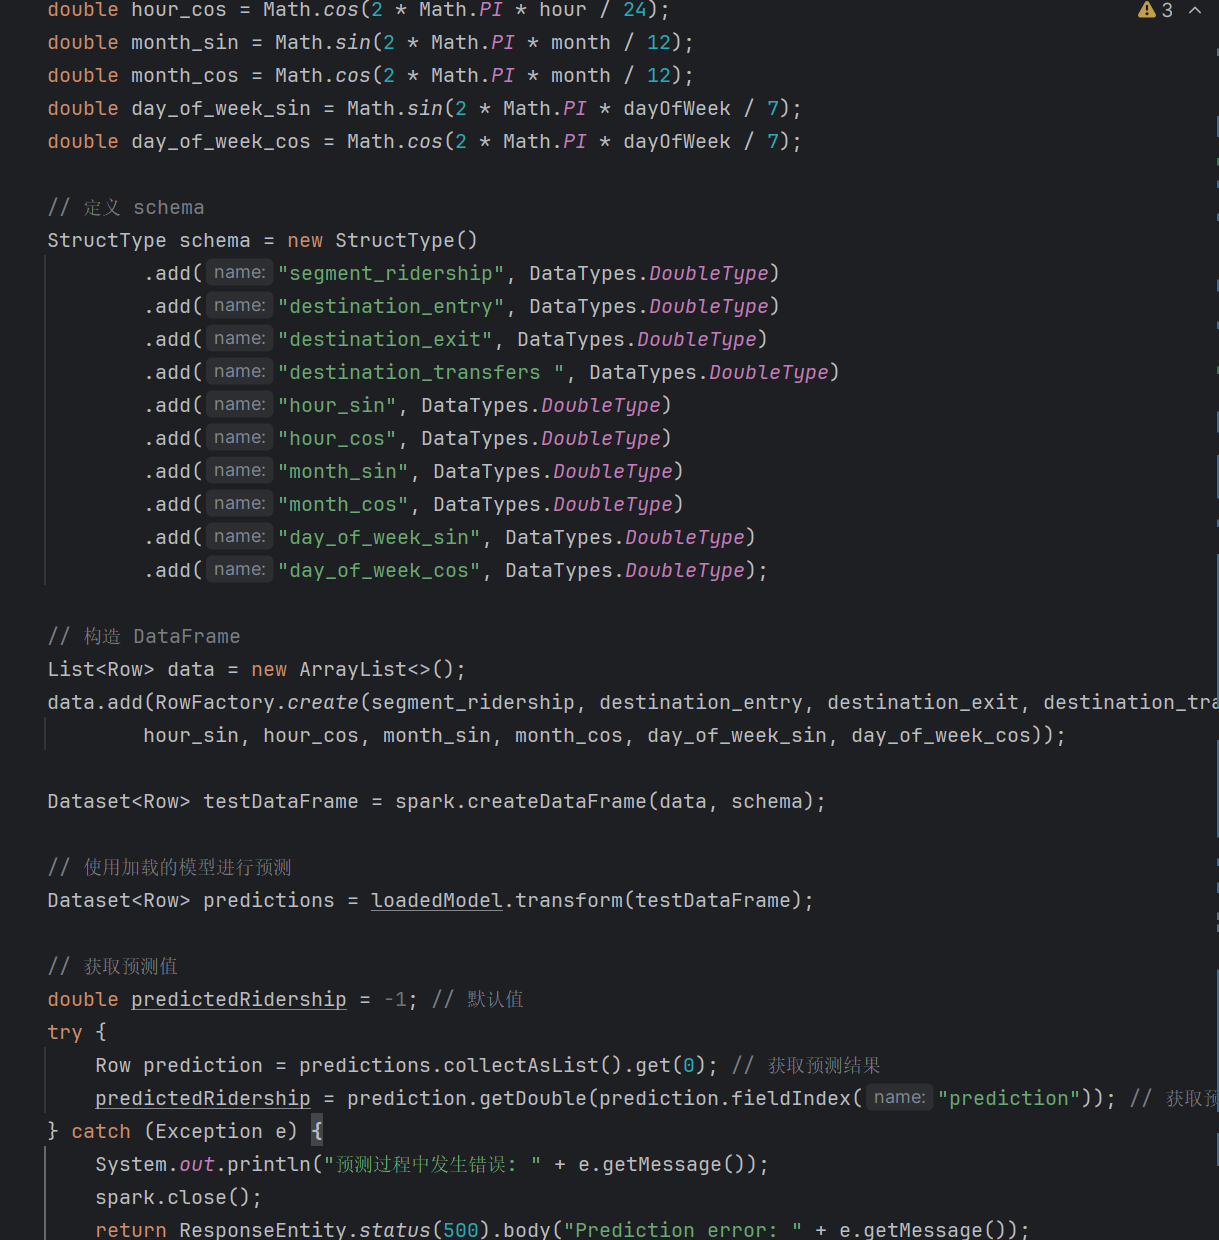 double hour_cos = Math.cos(2 * Math.PI * hour / 24);
3
double month_sin = Math.sin(2 * Math.PI * month / 12);
double month_cos = Math.cos(2 * Math.PI * month / 12);
double day_of_week_sin = Math.sin(2 * Math.PI * dayOfWeek / 7);
double day_of_week_cos = Math.cos(2 * Math.PI * dayOfWeek / 7);
// 定义 schema
StructType schema = new StructType()
.add( name: "segment_ridership", DataTypes.DoubleType)
.add( name: "destination_entry", DataTypes.DoubleType)
.add( name: "destination_exit", DataTypes.DoubleType)
.add( name: "destination_transfers ", DataTypes.DoubleType)
.add( name: "hour_sin", DataTypes.DoubleType)
.add( name: "hour_cos", DataTypes.DoubleType)
.add( name: "month_sin", DataTypes.DoubleType)
.add( name: "month_cos", DataTypes.DoubleType)
.add( name: "day_of_week_sin", DataTypes.DoubleType)
.add( name: "day_of_week_cos", DataTypes.DoubleType);
// 构造 DataFrame
List<Row> data = new ArrayList<>();
data.add(RowFactory.create(segment_ridership, destination_entry, destination_exit, destination_tra
hour_sin, hour_cos, month_sin, month_cos, day_of_week_sin, day_of_week_cos));
Dataset<Row> testDataFrame = spark.createDataFrame(data, schema);
// 使用加载的模型进行预测
Dataset<Row> predictions = loadedModel.transform(testDataFrame);
// 获取预测值
double predictedRidership = -1; // 默认值
try {
Row prediction = predictions.collectAsList().get(0); // 获取预测结果
predictedRidership = prediction.getDouble(prediction.fieldIndex( name: "prediction")); // 获取预
} catch (Exception e) {
System.out.println("预测过程中发生错误: " + e.getMessage());
spark.close();
return ResponseEntity.status(500).body("Prediction error: " + e.getMessage());